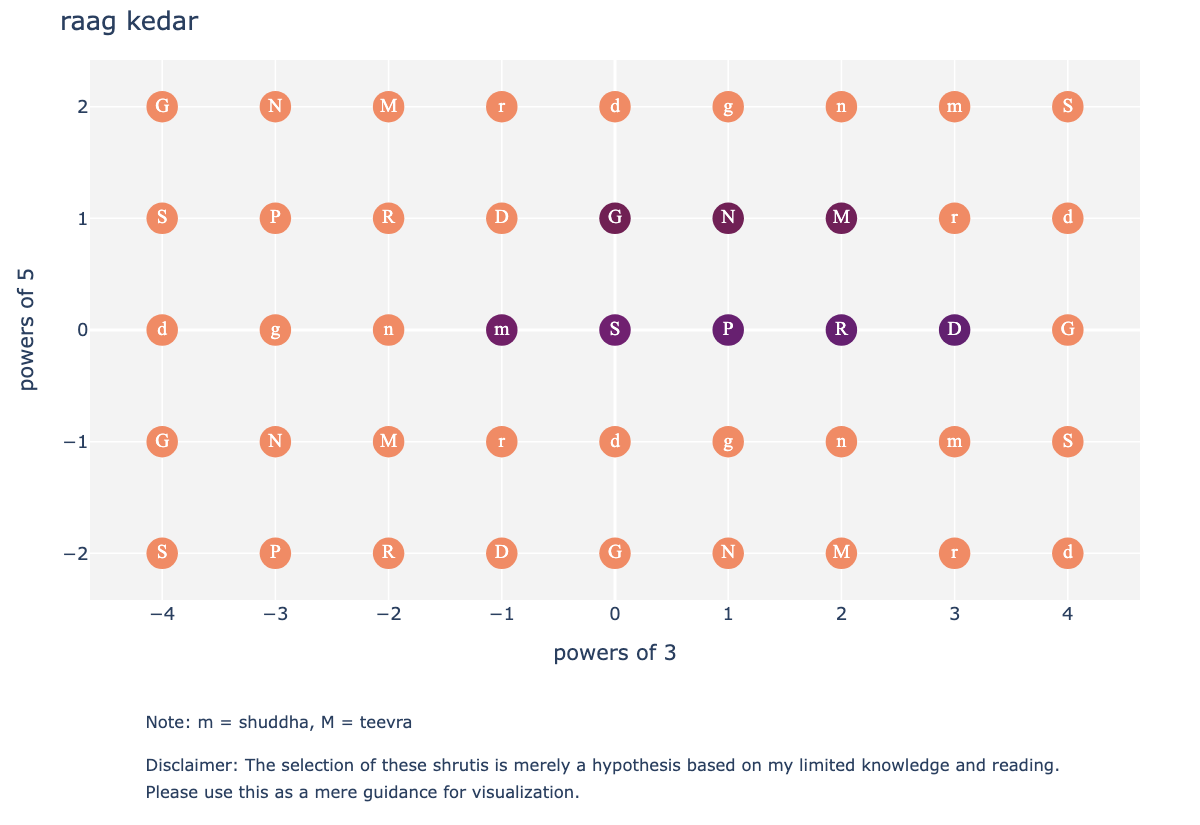 raag kedar
2 G N M r d g n m S
1 S P R D G N M r d
powers of 5
0 d g n m S P R D G
−1 G N M r d g n m S
−2 S P R D G N M r d
−4 −3 −2 −1 0 1 2 3 4
powers of 3
Note: m = shuddha, M = teevra
Disclaimer: The selection of these shrutis is merely a hypothesis based on my limited knowledge and reading.
Please use this as a mere guidance for visualization.